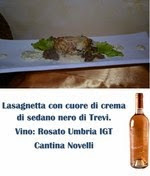 Lasagnetta con cuore di crema
di sedano nero di Trevi.
Vino: Rosato Umbria IGT
Cantina Novelli